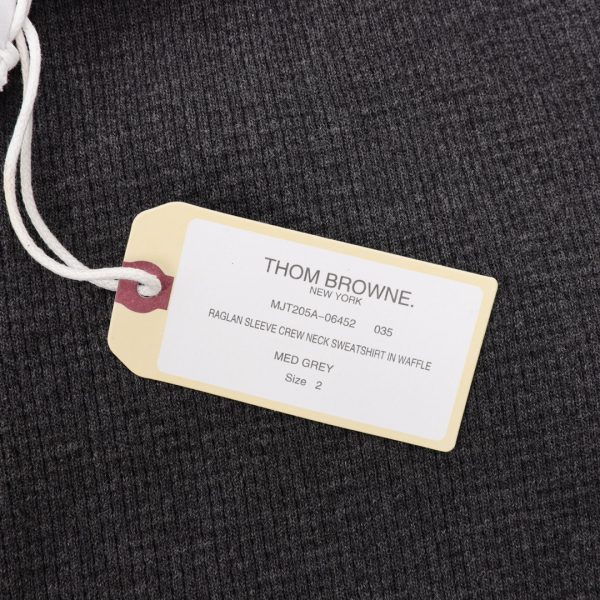 THOM BROWNE.
NEW YORK
MJT205A-06452 035
RAGLAN SLEEVE CREW NECK SWEATSHIRT IN WAFFLE
MED GREY
Size 2